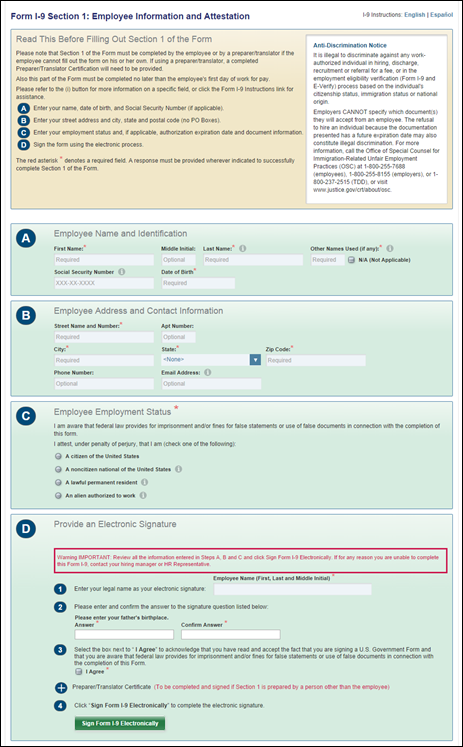 Form I-9 Section 1: Employee Information and Attestation
I-9 Instructions: English | Español
Read This Before Filling Out Section 1 of the Form
Please note that Section 1 of the Form must be completed by the employee or by a preparer/translator if the
employee cannot fill out the form on his or her own. If using a preparer/translator, a completed
Preparer/Translator Certification will need to be provided.
Also this part of the Form must be completed no later than the employee's first day of work for pay.
Please refer to the (i) button for more information on a specific field, or click the Form I-9 Instructions link for
assistance.
A Enter your name, date of birth, and Social Security Number (if applicable).
B Enter your street address and city, state and postal code (no PO Boxes).
C Enter your employment status and, if applicable, authorization expiration date and document information.
D Sign the form using the electronic process.
The red asterisk * denotes a required field. A response must be provided wherever indicated to successfully
complete Section 1 of the Form.
Anti-Discrimination Notice
It is illegal to discriminate against any work-
authorized individual in hiring, discharge,
recruitment or referral for a fee, or in the
employment eligibility verification (Form I-9 and
E-Verify) process based on the individual's
citizenship status, immigration status or national
origin.
Employers CANNOT specify which document(s)
they will accept from an employee. The refusal
to hire an individual because the documentation
presented has a future expiration date may also
constitute illegal discrimination. For more
information, call the Office of Special Counsel for
Immigration-Related Unfair Employment
Practices (OSC) at 1-800-255-7688
(employees), 1-800-255-8155 (employers), or 1-
800-237-2515 (TDD), or visit
www.justice.gov/crt/about/osc.
A Employee Name and Identification
First Name:* Middle Initial: Last Name:* i Other Names Used (if any):* i
Required Optional Required Required N/A (Not Applicable)
Social Security Number i Date of Birth*
XXX-XX-XXXX Required
B Employee Address and Contact Information
Street Name and Number:* Apt Number:
Required Optional
City:* State:* Zip Code:*
Required <None> Required
Phone Number: Email Address: i
Optional Optional
C Employee Employment Status *
I am aware that federal law provides for imprisonment and/or fines for false statements or use of false documents in connection with the completion of
this form.
I attest, under penalty of perjury, that I am (check one of the following):
A citizen of the United States
A noncitizen national of the United States i
A lawful permanent resident i
An alien authorized to work i
D Provide an Electronic Signature
Warning IMPORTANT: Review all the information entered in Steps A, B and C and click Sign Form I-9 Electronically. If for any reason you are unable to complete
this Form I-9, contact your hiring manager or HR Representative.
Employee Name (First, Last and Middle Initial) *
1 Enter your legal name as your electronic signature:
2 Please enter and confirm the answer to the signature question listed below:
Please enter your father's birthplace.
Answer * Confirm Answer *
3 Select the box next to " I Agree" to acknowledge that you have read and accept the fact that you are signing a U.S. Government Form and
that you are aware that federal law provides for imprisonment and/or fines for false statements or use of false documents in connection with
the completion of this Form.
I Agree *
+ Preparer/Translator Certificate (To be completed and signed if Section 1 is prepared by a person other than the employee)
4 Click "Sign Form I-9 Electronically" to complete the electronic signature.
Sign Form I-9 Electronically